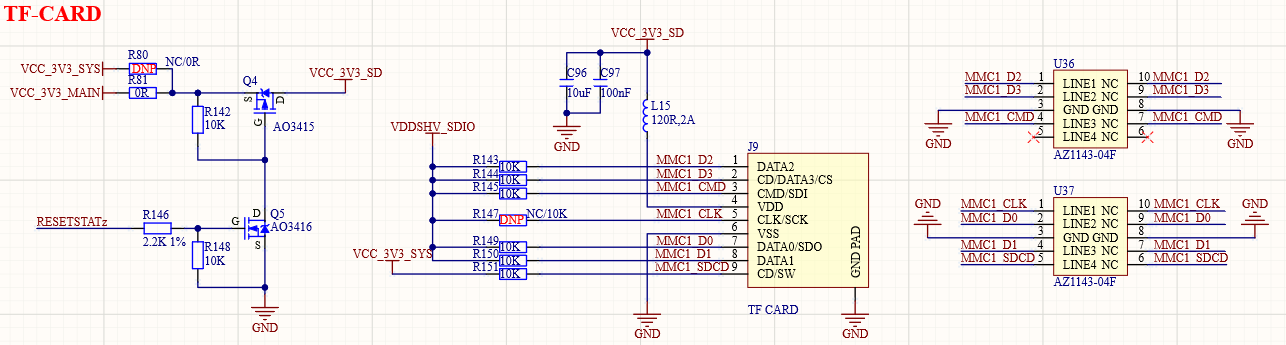 TF-CARD
R80
DNP
NC/0R
VCC_3V3_SYS
R81
0R
VCC_3V3_MAIN
Q4
S
D
G
AO3415
VCC_3V3_SD
R142
10K
RESETSTATz
R146
2.2K 1%
R148
10K
G
D
S
Q5
AO3416
GND
VCC_3V3_SD
C96
10uF
C97
100nF
GND
L15
120R,2A
VDDSHV_SDIO
R143
10K
MMC1_D2
1
DATA2
R144
10K
MMC1_D3
2
CD/DATA3/CS
R145
10K
MMC1_CMD
3
CMD/SDI
4
VDD
R147
DNP
NC/10K
MMC1_CLK
5
CLK/SCK
6
VSS
R149
10K
MMC1_D0
7
DATA0/SDO
R150
10K
MMC1_D1
8
DATA1
VCC_3V3_SYS
R151
10K
MMC1_SDCD
9
CD/SW
J9
GND PAD
TF CARD
GND
GND
U36
MMC1_D2 1 LINE1 NC 10 MMC1_D2
MMC1_D3 2 LINE2 NC 9 MMC1_D3
3 GND GND 8
MMC1_CMD 4 LINE3 NC 7 MMC1_CMD
5 LINE4 NC 6
GND
GND
AZ1143-04F
U37
GND
GND
MMC1_CLK 1 LINE1 NC 10 MMC1_CLK
MMC1_D0 2 LINE2 NC 9 MMC1_D0
3 GND GND 8
MMC1_D1 4 LINE3 NC 7 MMC1_D1
MMC1_SDCD 5 LINE4 NC 6 MMC1_SDCD
AZ1143-04F